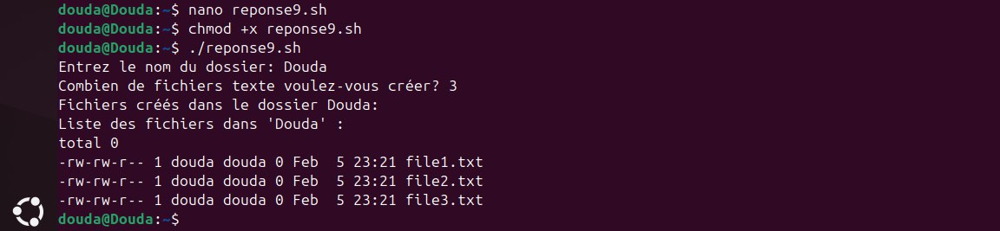 douda@Douda:~$ nano reponse9.sh
douda@Douda:~$ chmod +x reponse9.sh
douda@Douda:~$ ./reponse9.sh
Entrez le nom du dossier: Douda
Combien de fichiers texte voulez-vous créer? 3
Fichiers créés dans le dossier Douda:
Liste des fichiers dans 'Douda' :
total 0
-rw-rw-r-- 1 douda douda 0 Feb  5 23:21 file1.txt
-rw-rw-r-- 1 douda douda 0 Feb  5 23:21 file2.txt
-rw-rw-r-- 1 douda douda 0 Feb  5 23:21 file3.txt
douda@Douda:~$